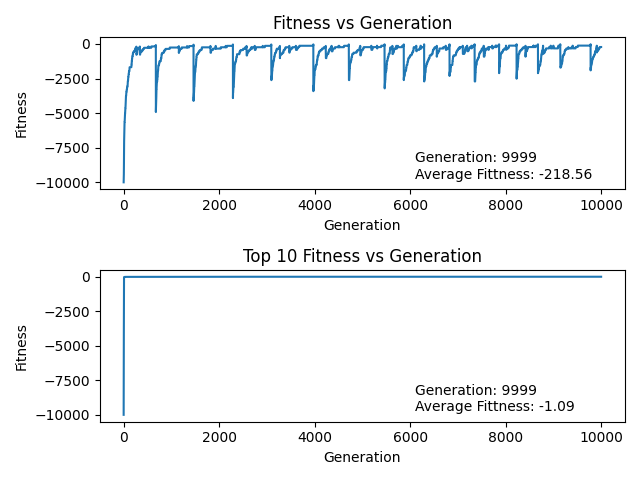 Fitness vs Generation
0
−2500
−5000
−7500
−10000
Fitness
Generation: 9999
Average Fittness: -218.56
0 2000 4000 6000 8000 10000
Generation
Top 10 Fitness vs Generation
0
−2500
−5000
−7500
−10000
Fitness
Generation: 9999
Average Fittness: -1.09
0 2000 4000 6000 8000 10000
Generation